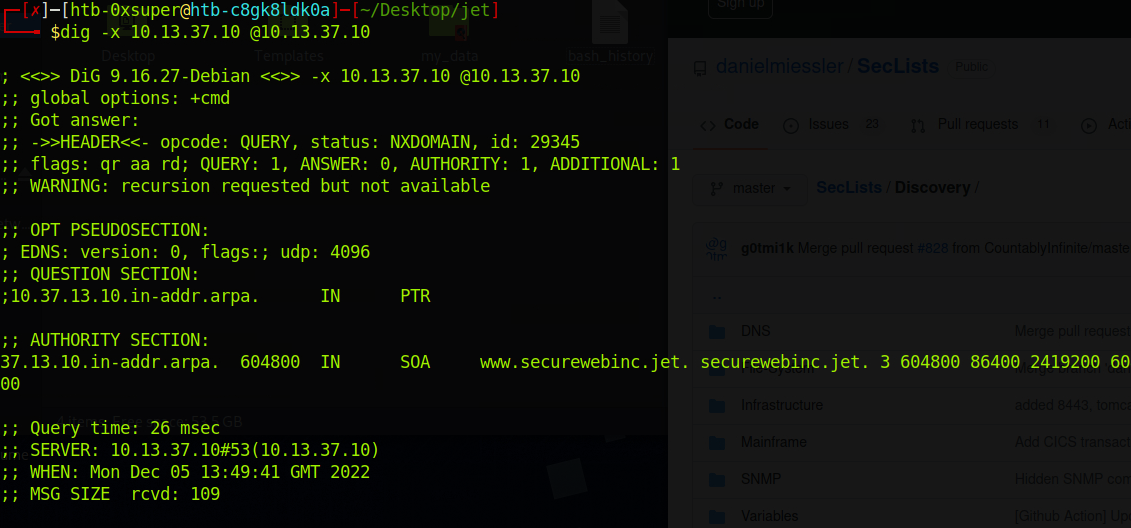 ┌─[✗]─[htb-0xsuper@htb-c8gk8ldk0a]─[~/Desktop/jet]
└──╼ $dig -x 10.13.37.10 @10.13.37.10
Desktop Templates my_data bash_history
; <<>> DiG 9.16.27-Debian <<>> -x 10.13.37.10 @10.13.37.10
;; global options: +cmd
;; Got answer:
;; ->>HEADER<<- opcode: QUERY, status: NXDOMAIN, id: 29345
;; flags: qr aa rd; QUERY: 1, ANSWER: 0, AUTHORITY: 1, ADDITIONAL: 1
;; WARNING: recursion requested but not available
;; OPT PSEUDOSECTION:
; EDNS: version: 0, flags:; udp: 4096
;; QUESTION SECTION:
;10.37.13.10.in-addr.arpa. IN PTR
;; AUTHORITY SECTION:
37.13.10.in-addr.arpa. 604800 IN SOA www.securewebinc.jet. securewebinc.jet. 3 604800 86400 2419200 60
00
;; Query time: 26 msec
;; SERVER: 10.13.37.10#53(10.13.37.10)
;; WHEN: Mon Dec 05 13:49:41 GMT 2022
;; MSG SIZE rcvd: 109
Sign up
danielmiessler / SecLists Public
Code Issues 23 Pull requests 11
master SecLists / Discovery /
g0tmi1k Merge pull request #828 from CountablyInfinite/master
..
DNS Merge pull request
Infrastructure added 8443, tomc
Mainframe Add CICS transact
SNMP Hidden SNMP con
Variables [Github Action] Up